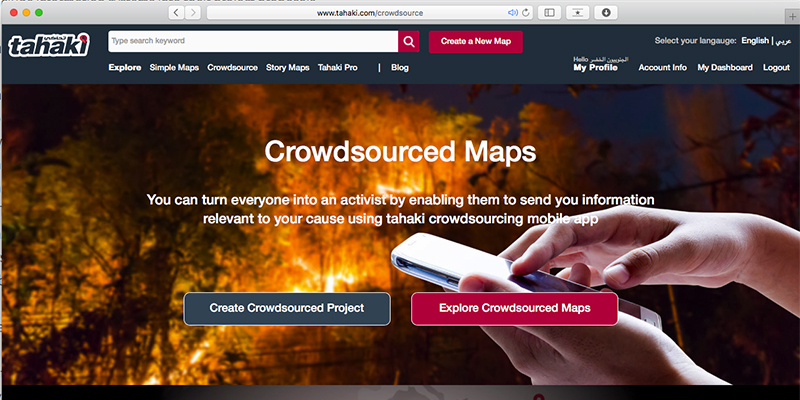 www.tahaki.com/crowdsource
tahaki
Type search keyword
Create a New Map
Select your langauge: English | عربي
Explore Simple Maps Crowdsource Story Maps Tahaki Pro | Blog
Hello الجنوبيون الخضر
My Profile Account Info My Dashboard Logout
Crowdsourced Maps
You can turn everyone into an activist by enabling them to send you information
relevant to your cause using tahaki crowdsourcing mobile app
Create Crowdsourced Project
Explore Crowdsourced Maps